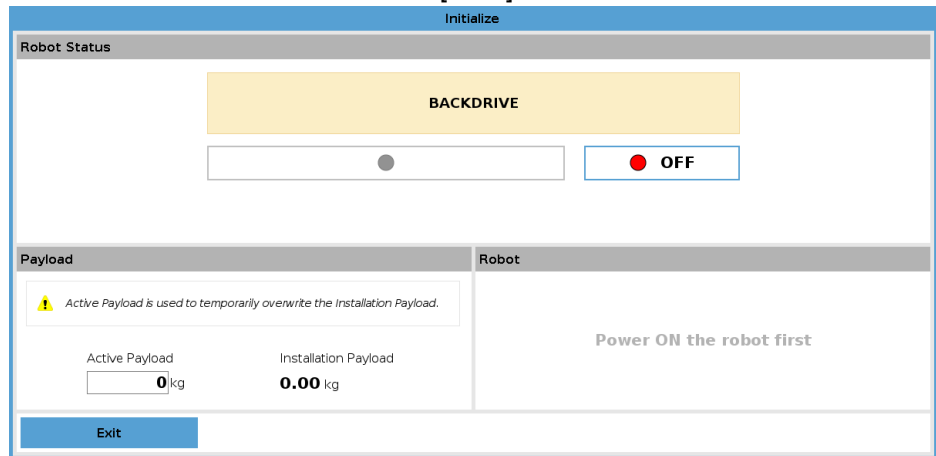 Initialize
Robot Status
BACKDRIVE
OFF
Payload
Active Payload is used to temporarily overwrite the Installation Payload.
Active Payload
Installation Payload
0 kg
0.00 kg
Robot
Power ON the robot first
Exit